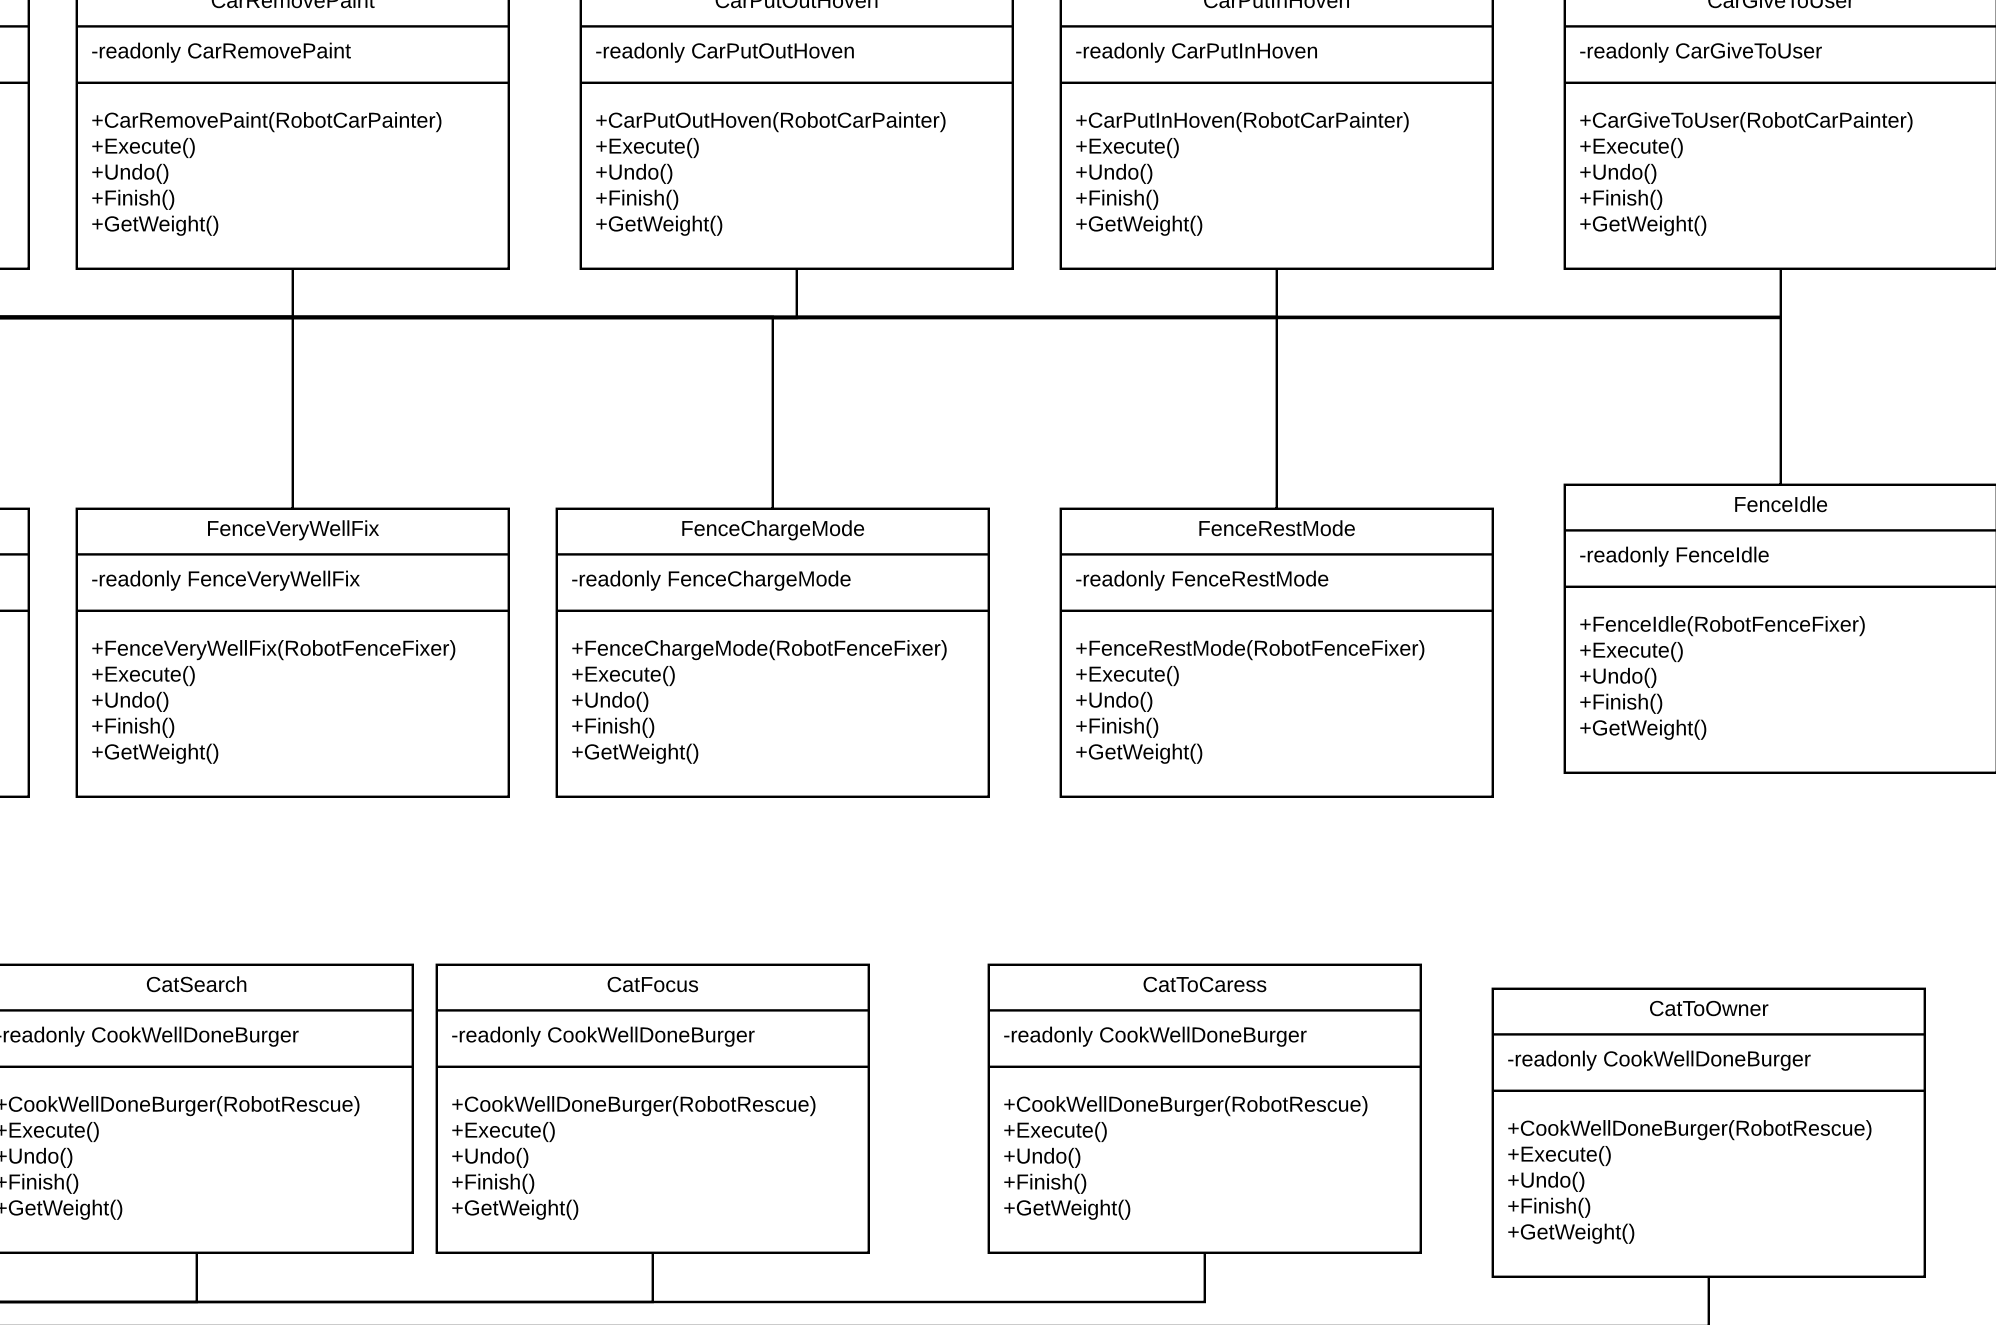 CarRemovePaint
-readonly CarRemovePaint
+CarRemovePaint(RobotCarPainter)
+Execute()
+Undo()
+Finish()
+GetWeight()
CarPutOutHoven
-readonly CarPutOutHoven
+CarPutOutHoven(RobotCarPainter)
+Execute()
+Undo()
+Finish()
+GetWeight()
CarPutInHoven
-readonly CarPutInHoven
+CarPutInHoven(RobotCarPainter)
+Execute()
+Undo()
+Finish()
+GetWeight()
CarGiveToUser
-readonly CarGiveToUser
+CarGiveToUser(RobotCarPainter)
+Execute()
+Undo()
+Finish()
+GetWeight()
FenceVeryWellFix
-readonly FenceVeryWellFix
+FenceVeryWellFix(RobotFenceFixer)
+Execute()
+Undo()
+Finish()
+GetWeight()
FenceChargeMode
-readonly FenceChargeMode
+FenceChargeMode(RobotFenceFixer)
+Execute()
+Undo()
+Finish()
+GetWeight()
FenceRestMode
-readonly FenceRestMode
+FenceRestMode(RobotFenceFixer)
+Execute()
+Undo()
+Finish()
+GetWeight()
FenceIdle
-readonly FenceIdle
+FenceIdle(RobotFenceFixer)
+Execute()
+Undo()
+Finish()
+GetWeight()
CatSearch
-readonly CookWellDoneBurger
+CookWellDoneBurger(RobotRescue)
+Execute()
+Undo()
+Finish()
+GetWeight()
CatFocus
-readonly CookWellDoneBurger
+CookWellDoneBurger(RobotRescue)
+Execute()
+Undo()
+Finish()
+GetWeight()
CatToCaress
-readonly CookWellDoneBurger
+CookWellDoneBurger(RobotRescue)
+Execute()
+Undo()
+Finish()
+GetWeight()
CatToOwner
-readonly CookWellDoneBurger
+CookWellDoneBurger(RobotRescue)
+Execute()
+Undo()
+Finish()
+GetWeight()